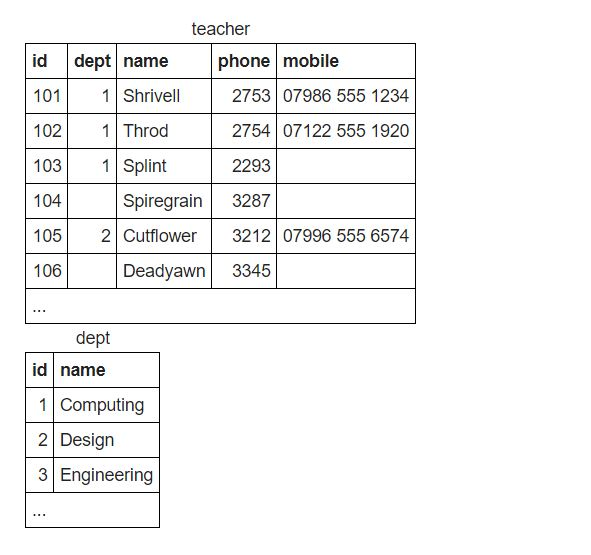 teacher
id dept name phone mobile
101 1 Shrivell 2753 07986 555 1234
102 1 Throd 2754 07122 555 1920
103 1 Splint 2293
104 Spiregrain 3287
105 2 Cutflower 3212 07996 555 6574
106 Deadyawn 3345
...
dept
id name
1 Computing
2 Design
3 Engineering
...